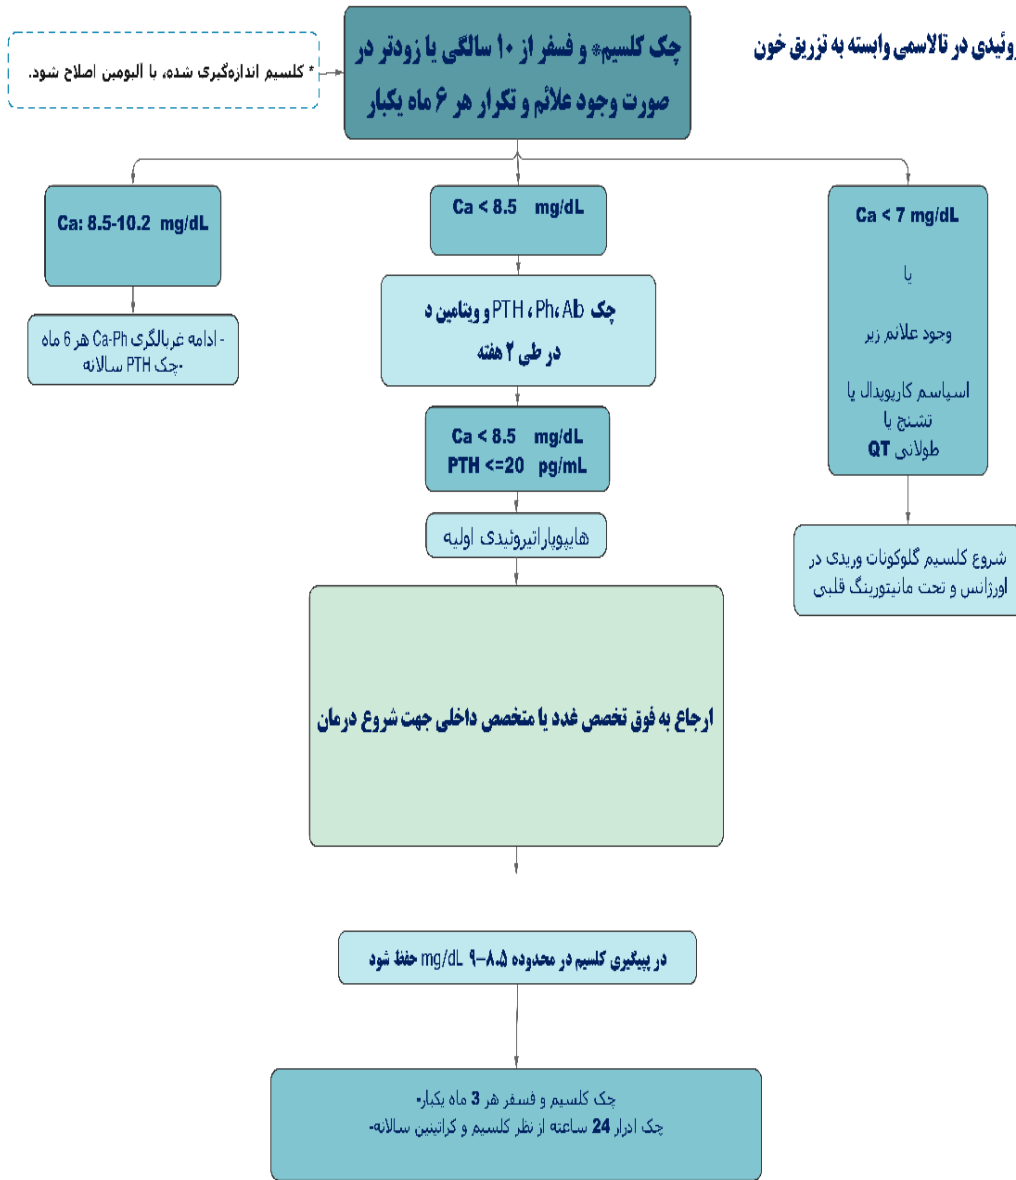 روئیدی در تالاسمی وابسته به تزریق خون
چک کلسیم* و فسفر از ۱۰ سالگی یا زودتر در
صورت وجود علائم و تکرار هر ۶ ماه یکبار
* کلسیم اندازه‌گیری شده، با آلبومین اصلاح شود.
Ca < 7 mg/dL
یا
وجود علائم زیر
اسپاسم کارپوپدال یا
تشنج یا
طولانی QT
شروع کلسیم گلوکونات وریدی در
اورژانس و تحت مانیتورینگ قلبی
Ca < 8.5 mg/dL
چک PTH ، Ph، Alb و ویتامین د
در طی ۲ هفته
Ca < 8.5 mg/dL
PTH <=20 pg/mL
هایپوپاراتیروئیدی اولیه
ارجاع به فوق تخصص غدد یا متخصص داخلی جهت شروع درمان
در پیگیری کلسیم در محدوده ۸.۵–۹ mg/dL حفظ شود
چک کلسیم و فسفر هر 3 ماه یکبار-
چک ادرار 24 ساعته از نظر کلسیم و کراتینین سالانه-
Ca: 8.5-10.2 mg/dL
- ادامه غربالگری Ca-Ph هر 6 ماه
-چک PTH سالانه